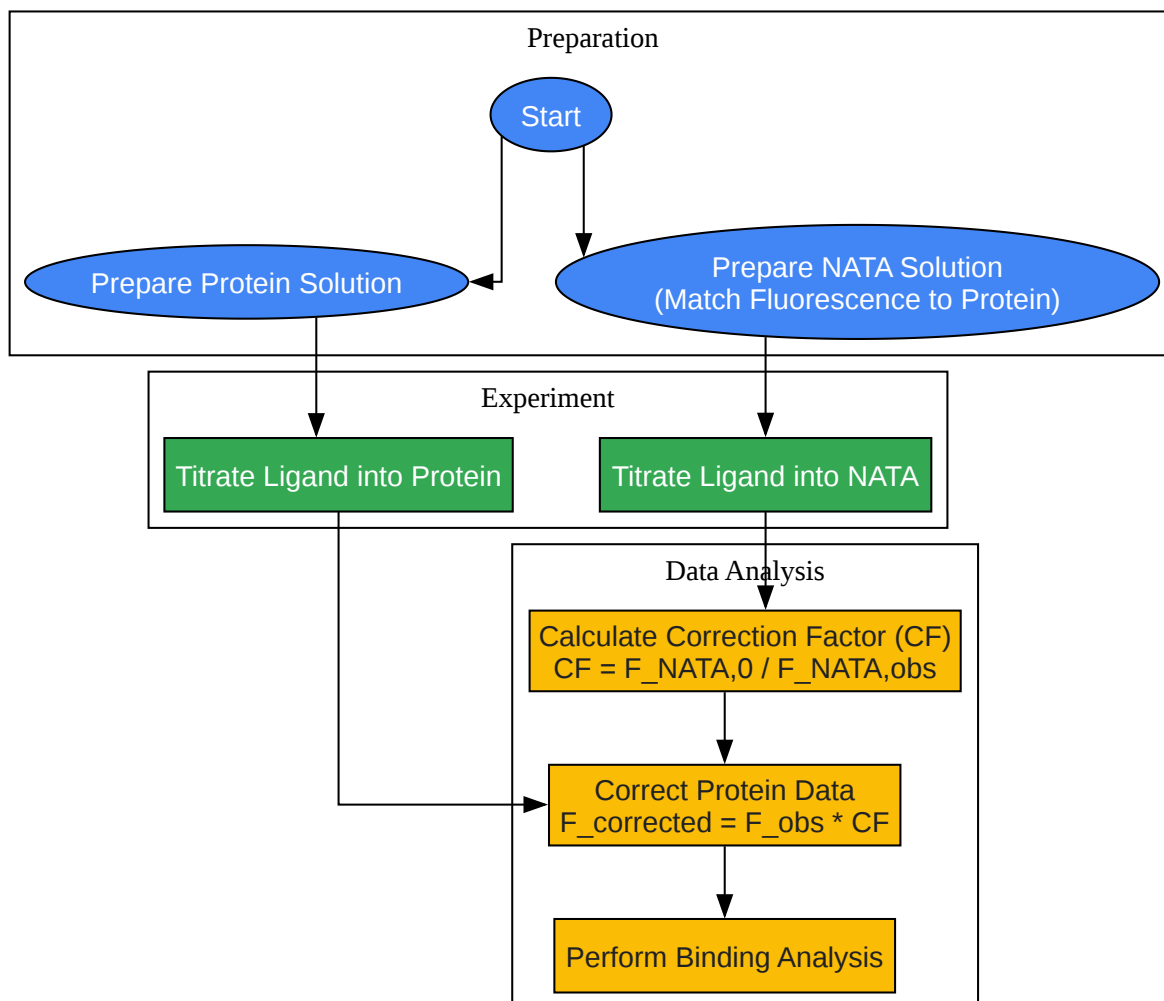 Preparation
Start
Prepare Protein Solution
Prepare NATA Solution
(Match Fluorescence to Protein)
Experiment
Titrate Ligand into Protein
Titrate Ligand into NATA
Data Analysis
Calculate Correction Factor (CF)
CF = F_NATA,0 / F_NATA,obs
Correct Protein Data
F_corrected = F_obs * CF
Perform Binding Analysis